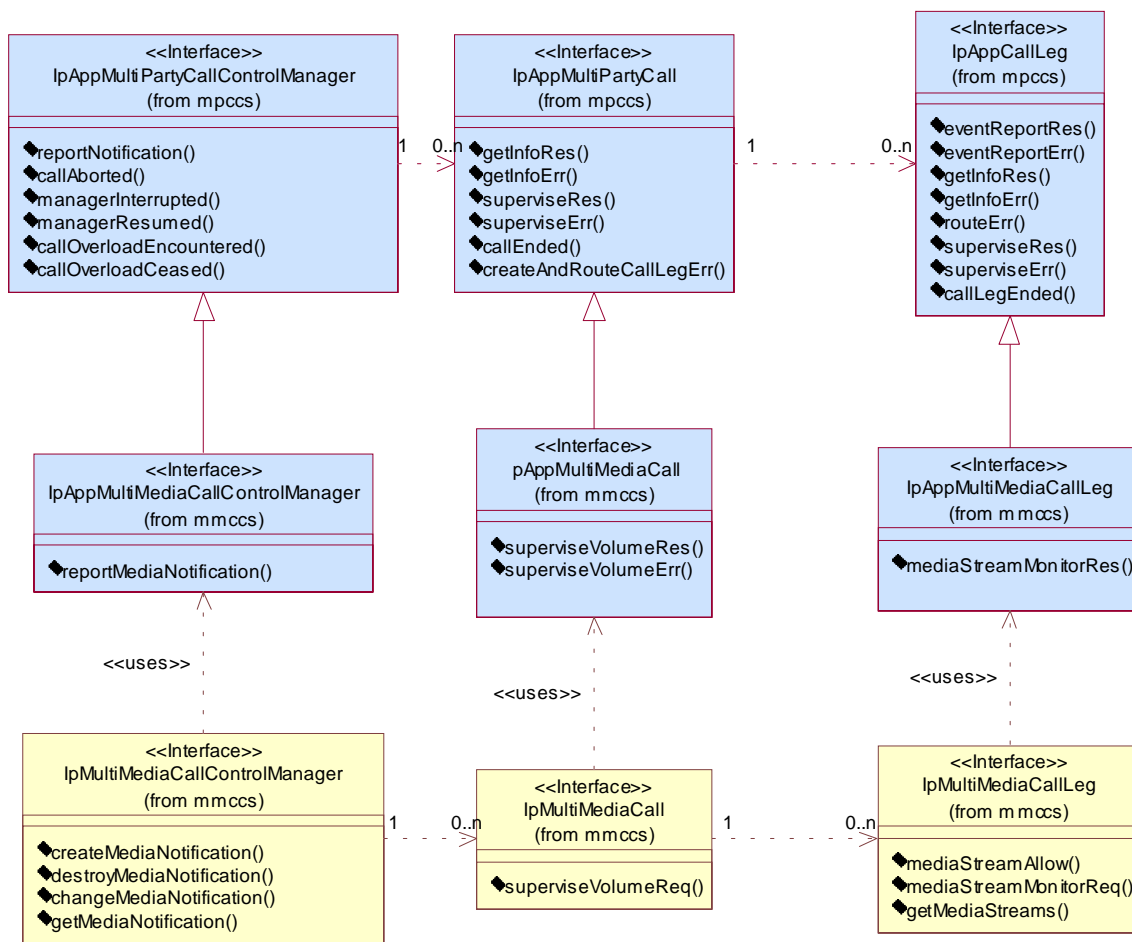 <<Interface>>
IpAppMultiPartyCallControlManager
(from mpccs)
reportNotification()
callAborted()
managerInterrupted()
managerResumed()
callOverloadEncountered()
callOverloadCeased()
1
0..n
<<Interface>>
IpAppMultiPartyCall
(from mpccs)
getInfoRes()
getInfoErr()
superviseRes()
superviseErr()
callEnded()
createAndRouteCallLegErr()
1
0..n
<<Interface>>
IpAppCallLeg
(from mpccs)
eventReportRes()
eventReportErr()
getInfoRes()
getInfoErr()
routeErr()
superviseRes()
superviseErr()
callLegEnded()
<<Interface>>
IpAppMultiMediaCallControlManager
(from mmccs)
reportMediaNotification()
<<Interface>>
pAppMultiMediaCall
(from mmccs)
superviseVolumeRes()
superviseVolumeErr()
<<Interface>>
IpAppMultiMediaCallLeg
(from mmccs)
mediaStreamMonitorRes()
<<uses>>
<<uses>>
<<uses>>
<<Interface>>
IpMultiMediaCallControlManager
(from mmccs)
createMediaNotification()
destroyMediaNotification()
changeMediaNotification()
getMediaNotification()
1
0..n
<<Interface>>
IpMultiMediaCall
(from mmccs)
superviseVolumeReq()
1
0..n
<<Interface>>
IpMultiMediaCallLeg
(from mmccs)
mediaStreamAllow()
mediaStreamMonitorReq()
getMediaStreams()